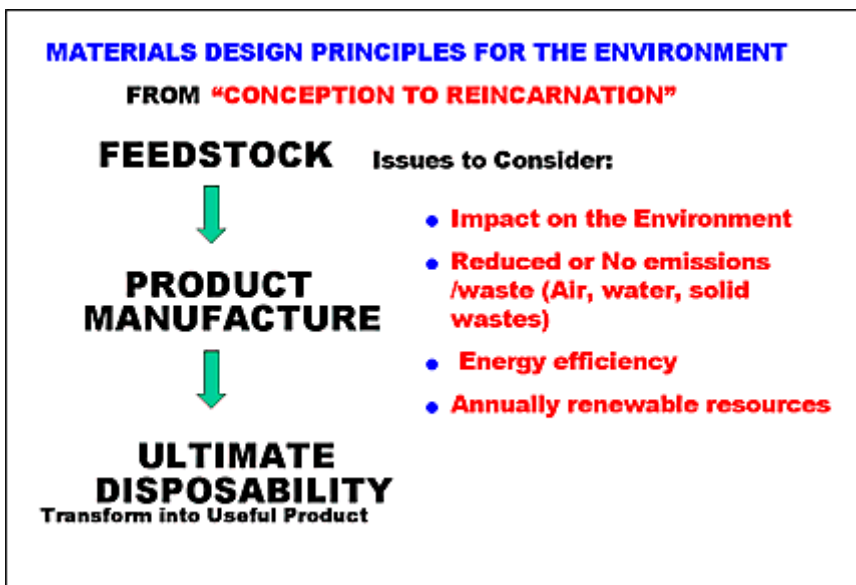 MATERIALS DESIGN PRINCIPLES FOR THE ENVIRONMENT
FROM “CONCEPTION TO REINCARNATION”
FEEDSTOCK
PRODUCT
MANUFACTURE
ULTIMATE
DISPOSABILITY
Transform into Useful Product
Issues to Consider:
• Impact on the Environment
• Reduced or No emissions
/waste (Air, water, solid
wastes)
• Energy efficiency
• Annually renewable resources